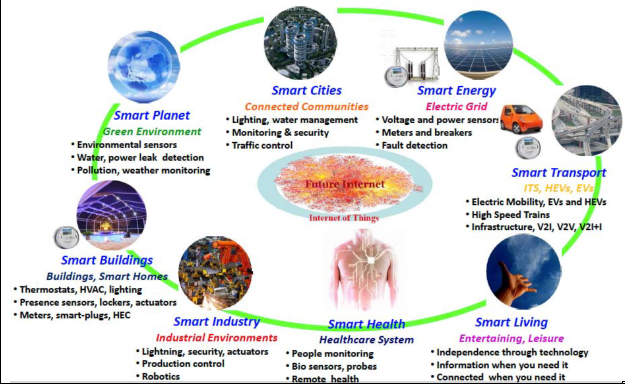 Smart Planet
Green Environment
• Environmental sensors
• Water, power leak detection
• Pollution, weather monitoring
Smart Cities
Connected Communities
• Lighting, water management
• Monitoring & security
• Traffic control
Smart Energy
Electric Grid
• Voltage and power sensors
• Meters and breakers
• Fault detection
Smart Transport
ITS, HEVs, EVs
• Electric Mobility, EVs and HEVs
• High Speed Trains
• Infrastructure, V2I, V2V, V2I+I
Future Internet
Internet of Things
Smart Buildings
Buildings, Smart Homes
• Thermostats, HVAC, lighting
• Presence sensors, lockers, actuators
• Meters, smart-plugs, HEC
Smart Industry
Industrial Environments
• Lightning, security, actuators
• Production control
• Robotics
Smart Health
Healthcare System
• People monitoring
• Bio sensors, probes
• Remote health
Smart Living
Entertaining, Leisure
• Independence through technology
• Information when you need it
• Connected when you need it